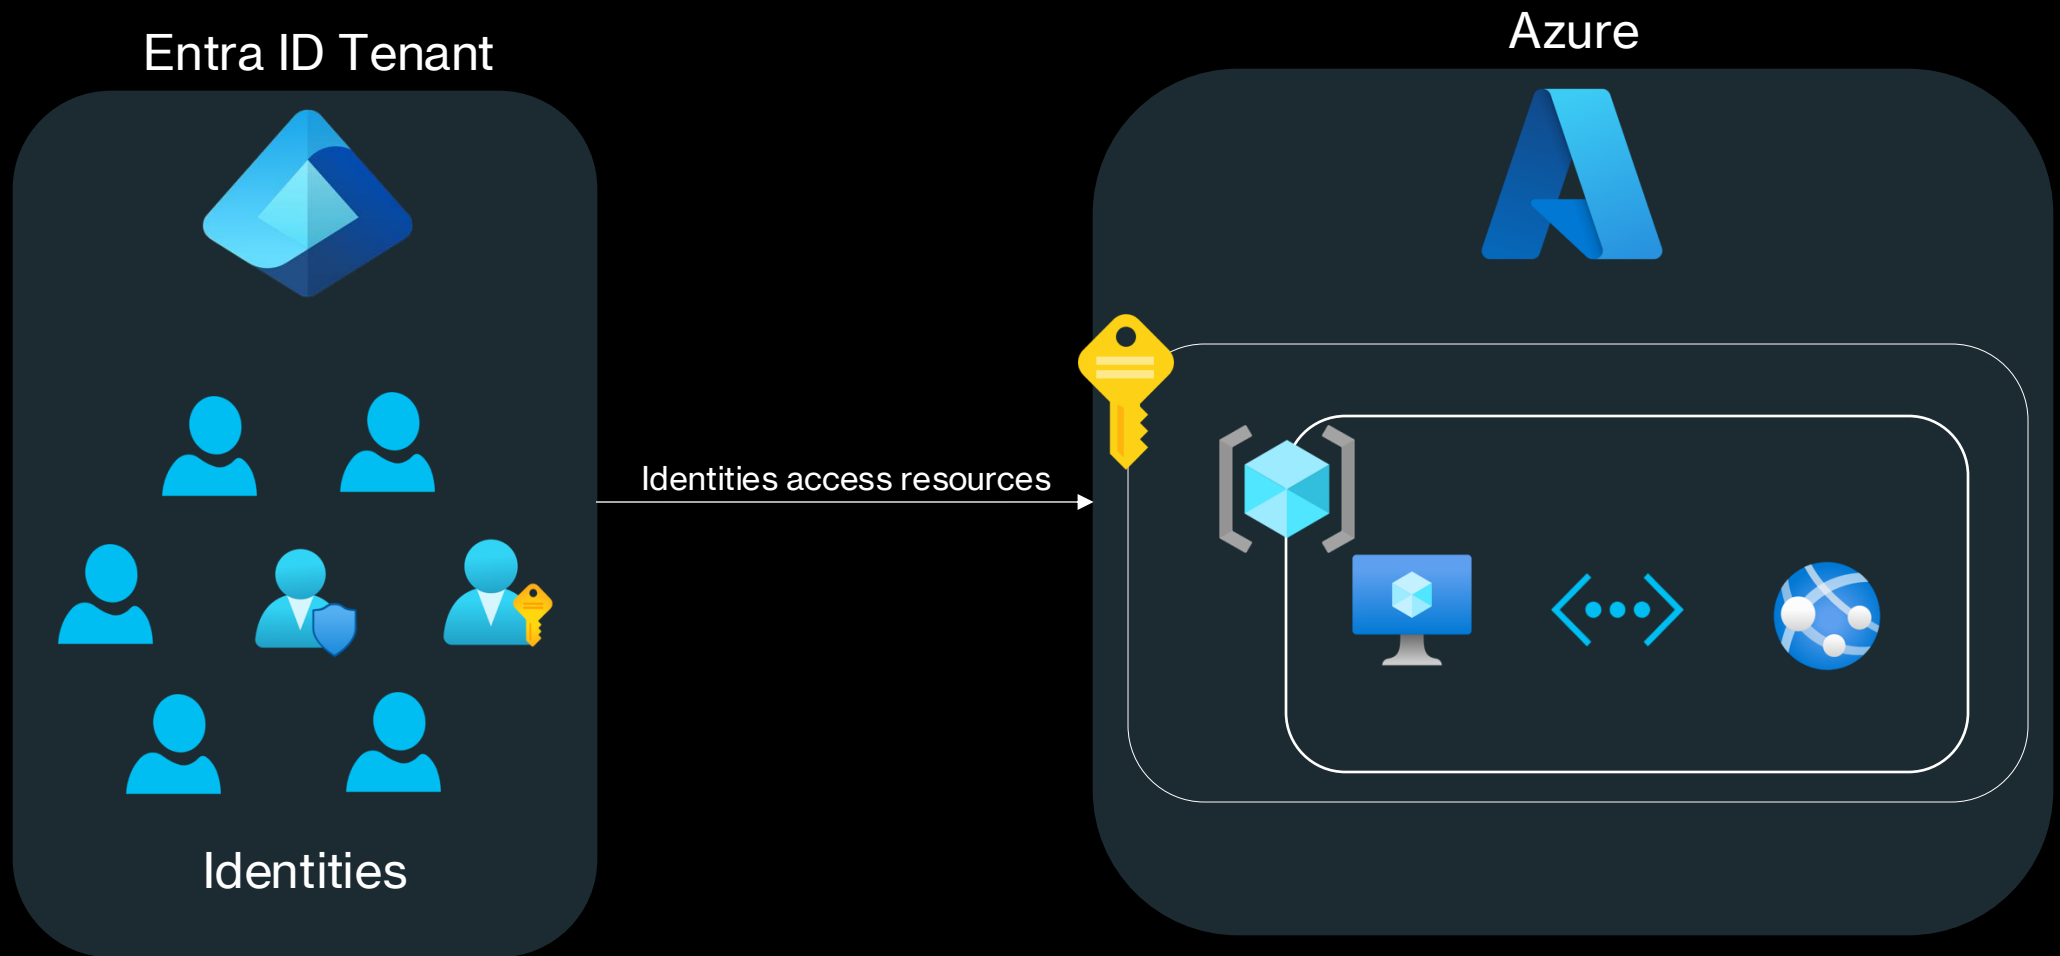 Entra ID Tenant
Azure
Identities access resources
Identities